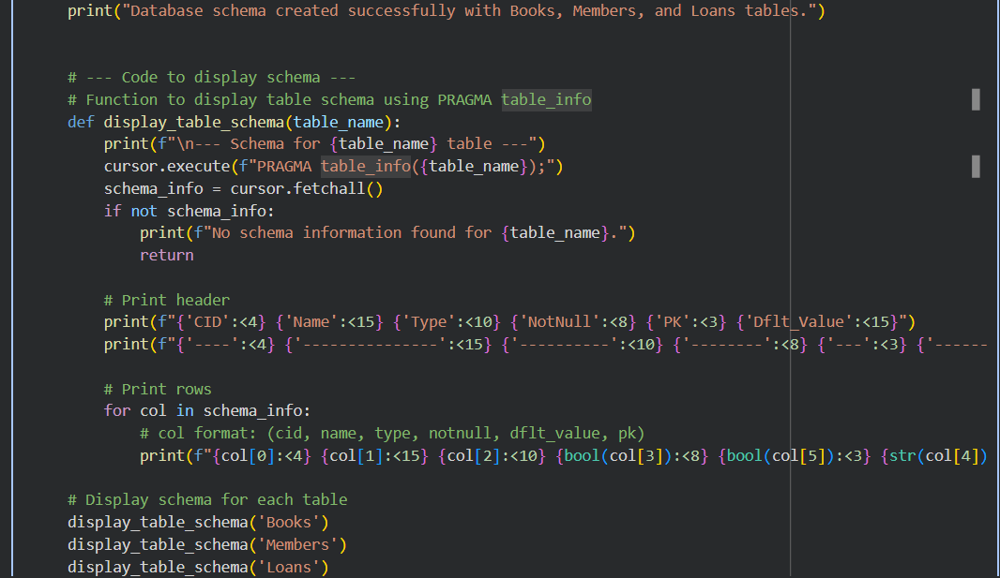 print("Database schema created successfully with Books, Members, and Loans tables.")
# --- Code to display schema ---
# Function to display table schema using PRAGMA table_info
def display_table_schema(table_name):
print(f"\n--- Schema for {table_name} table ---")
cursor.execute(f"PRAGMA table_info({table_name});")
schema_info = cursor.fetchall()
if not schema_info:
print(f"No schema information found for {table_name}.")
return
# Print header
print(f"{'CID':<4} {'Name':<15} {'Type':<10} {'NotNull':<8} {'PK':<3} {'Dflt_Value':<15}")
print(f"{'----':<4} {'---------------':<15} {'----------':<10} {'--------':<8} {'---':<3} {'------
# Print rows
for col in schema_info:
# col format: (cid, name, type, notnull, dflt_value, pk)
print(f"{col[0]:<4} {col[1]:<15} {col[2]:<10} {bool(col[3]):<8} {bool(col[5]):<3} {str(col[4])
# Display schema for each table
display_table_schema('Books')
display_table_schema('Members')
display_table_schema('Loans')